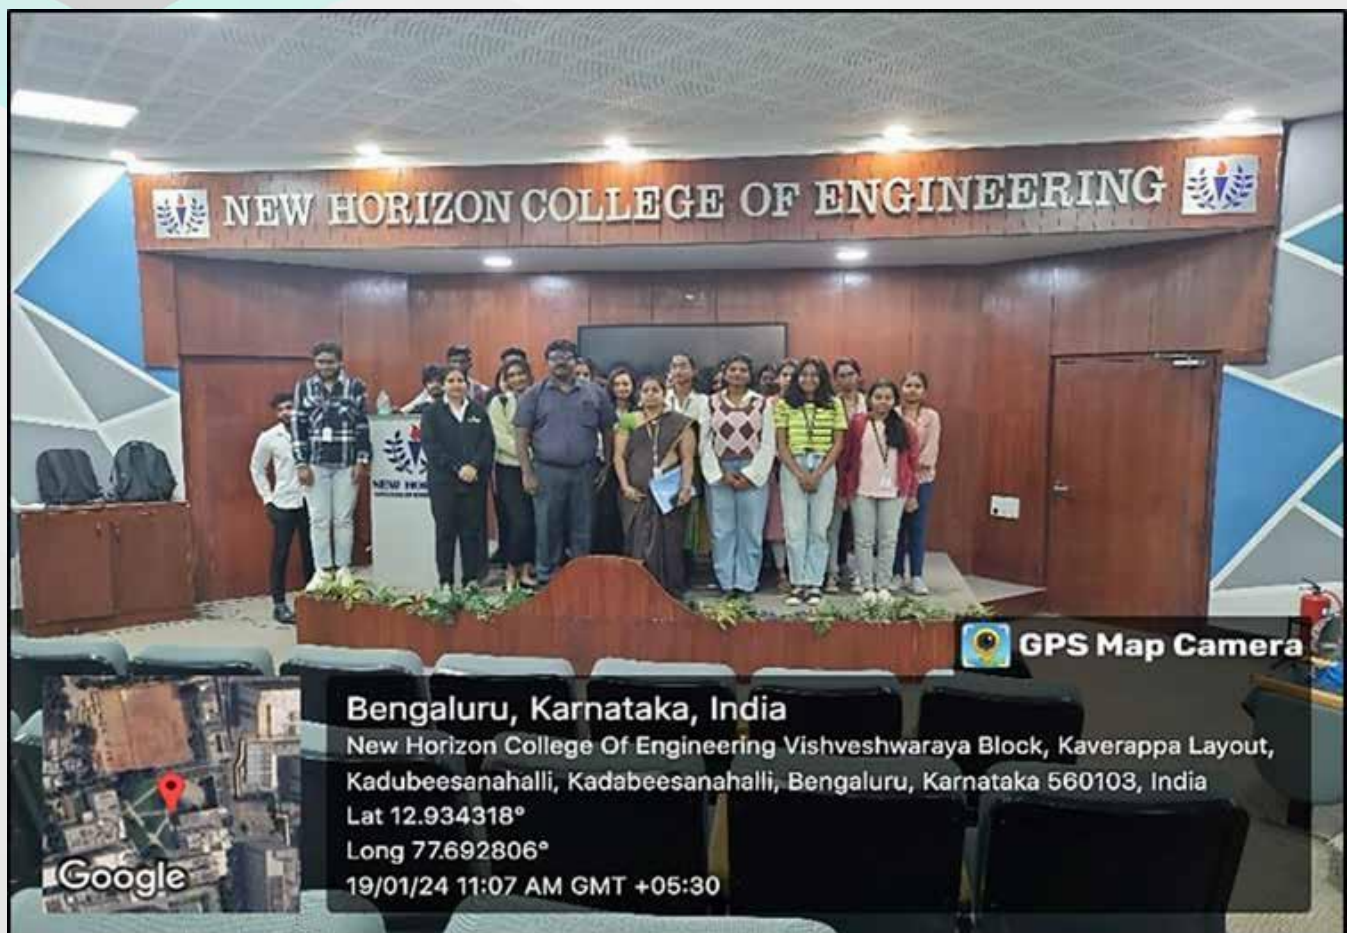 NEW HORIZON COLLEGE OF ENGINEERING
NEW
GPS Map Camera
Bengaluru, Karnataka, India
New Horizon College Of Engineering Vishveshwaraya Block, Kaverappa Layout,
Kadubeesanahalli, Kadabeesanahalli, Bengaluru, Karnataka 560103, India
Lat 12.934318°
Long 77.692806°
19/01/24 11:07 AM GMT +05:30
Google